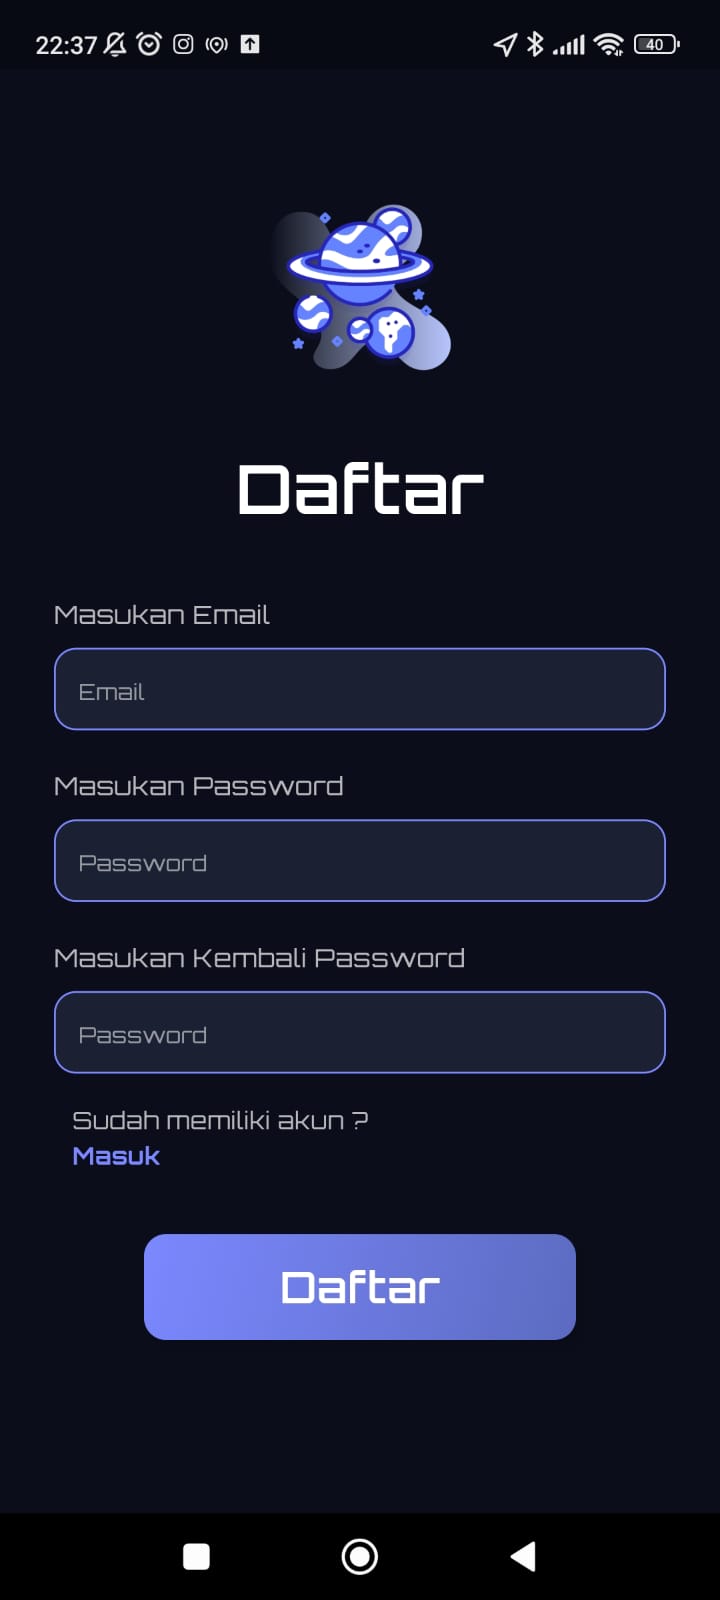 22:37
40
Daftar
Masukan Email
Email
Masukan Password
Password
Masukan Kembali Password
Password
Sudah memiliki akun ?
Masuk
Daftar